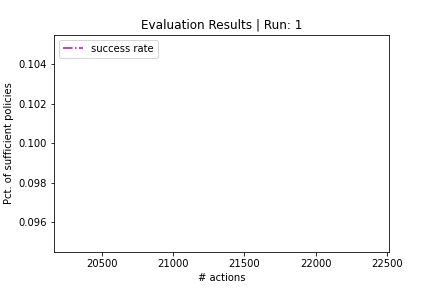 Evaluation Results | Run: 1
success rate
0.104
0.102
0.100
0.098
0.096
Pct. of sufficient policies
20500 21000 21500 22000 22500
# actions